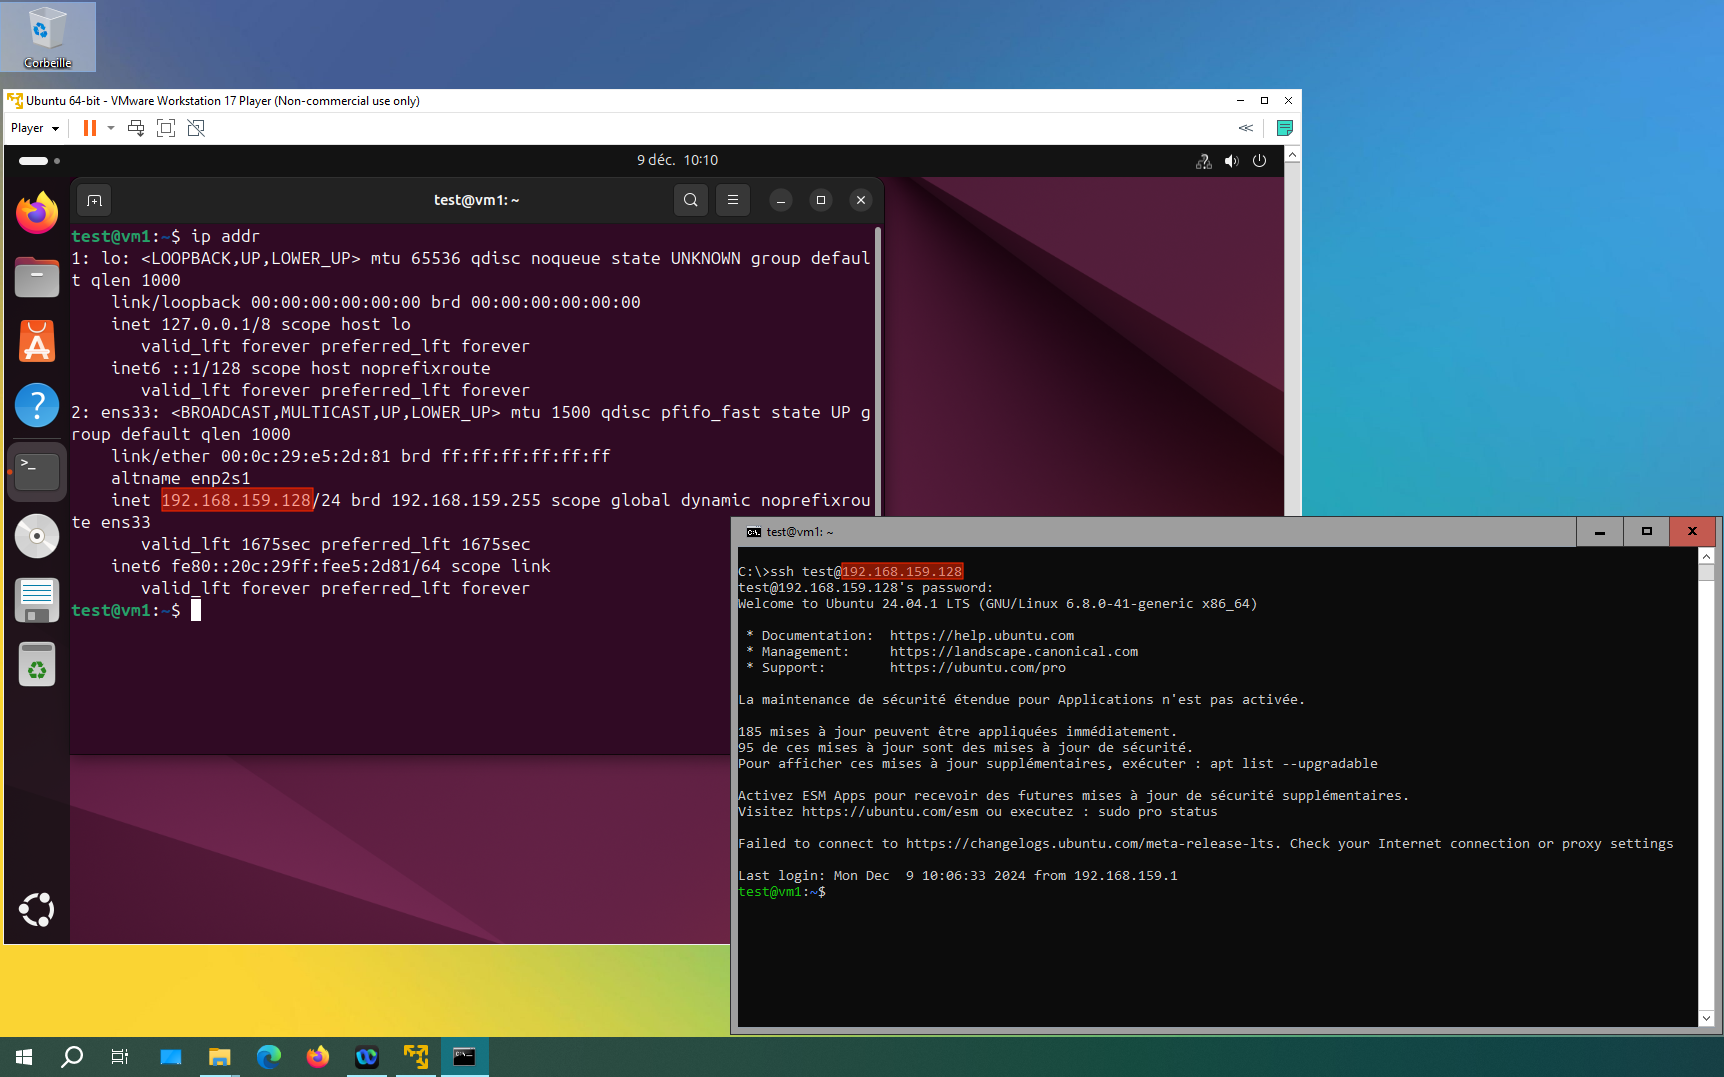 Corbeille
Ubuntu 64-bit - VMware Workstation 17 Player (Non-commercial use only)
Player
9 déc.  10:10
test@vm1: ~
test@vm1:~$ ip addr
1: lo: <LOOPBACK,UP,LOWER_UP> mtu 65536 qdisc noqueue state UNKNOWN group defaul
t qlen 1000
    link/loopback 00:00:00:00:00:00 brd 00:00:00:00:00:00
    inet 127.0.0.1/8 scope host lo
       valid_lft forever preferred_lft forever
    inet6 ::1/128 scope host noprefixroute
       valid_lft forever preferred_lft forever
2: ens33: <BROADCAST,MULTICAST,UP,LOWER_UP> mtu 1500 qdisc pfifo_fast state UP g
roup default qlen 1000
    link/ether 00:0c:29:e5:2d:81 brd ff:ff:ff:ff:ff:ff
    altname enp2s1
    inet 192.168.159.128/24 brd 192.168.159.255 scope global dynamic noprefixrou
te ens33
       valid_lft 1675sec preferred_lft 1675sec
    inet6 fe80::20c:29ff:fee5:2d81/64 scope link
       valid_lft forever preferred_lft forever
test@vm1:~$
test@vm1: ~
C:\>ssh test@192.168.159.128
test@192.168.159.128's password:
Welcome to Ubuntu 24.04.1 LTS (GNU/Linux 6.8.0-41-generic x86_64)
 * Documentation:  https://help.ubuntu.com
 * Management:     https://landscape.canonical.com
 * Support:        https://ubuntu.com/pro
La maintenance de sécurité étendue pour Applications n'est pas activée.
185 mises à jour peuvent être appliquées immédiatement.
95 de ces mises à jour sont des mises à jour de sécurité.
Pour afficher ces mises à jour supplémentaires, exécuter : apt list --upgradable
Activez ESM Apps pour recevoir des futures mises à jour de sécurité supplémentaires.
Visitez https://ubuntu.com/esm ou executez : sudo pro status
Failed to connect to https://changelogs.ubuntu.com/meta-release-lts. Check your Internet connection or proxy settings
Last login: Mon Dec  9 10:06:33 2024 from 192.168.159.1
test@vm1:~$